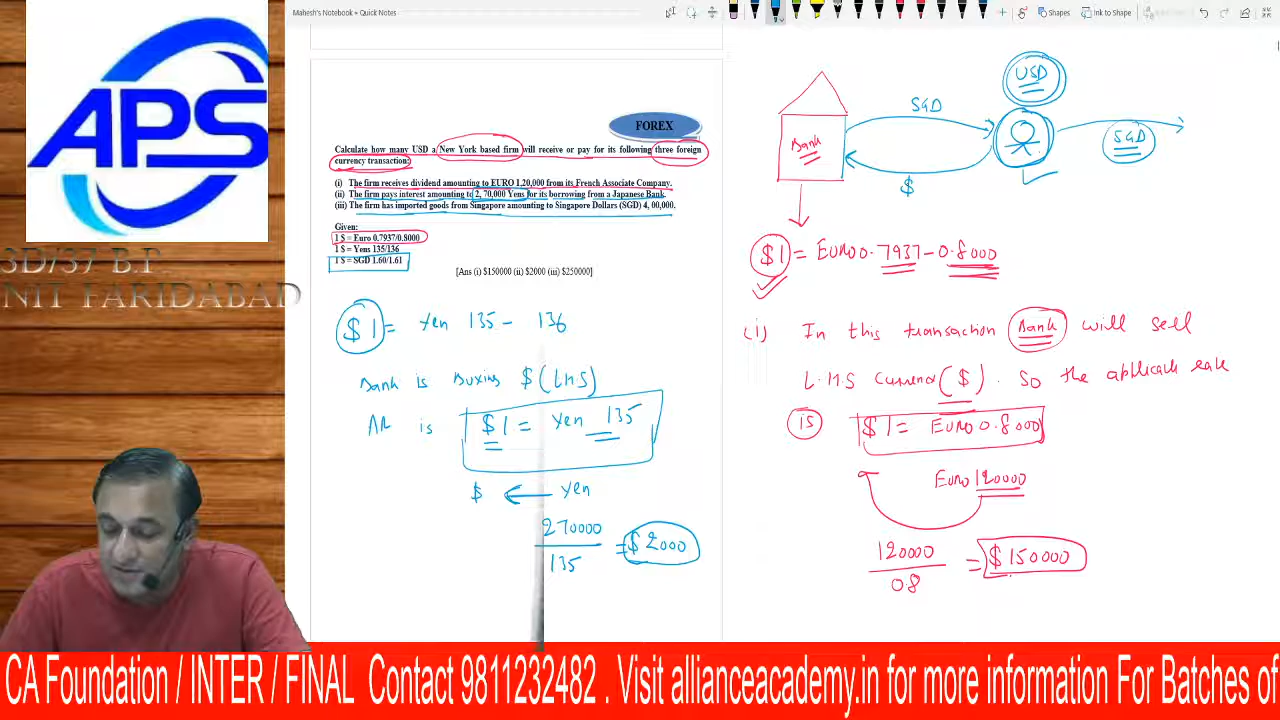 Mahesh's Notebook » Quick Notes
Shapes
Ink to Shape
APS
3D/37 B.P.
NIT FARIDABAD
FOREX
Calculate how many USD a New York based firm will receive or pay for its following three foreign
currency transaction:
(i) The firm receives dividend amounting to EURO 1,20,000 from its French Associate Company.
(ii) The firm pays interest amounting to 2, 70,000 Yens for its borrowing from a Japanese Bank.
(iii) The firm has imported goods from Singapore amounting to Singapore Dollars (SGD) 4, 00,000.
Given:
1 $ = Euro 0.7937/0.8000
1 $ = Yens 135/136
1 $ = SGD 1.60/1.61
[Ans (i) $150000 (ii) $2000 (iii) $250000]
$1 = Yen 135 - 136
Bank is Buying $ (LHS)
AR is $1 = Yen 135
$ ← Yen
270000
135
= $2000
USD
Bank
SGD
SGD
$
$1 = EURO 0.7937 - 0.8000
(i) In this transaction Bank will sell
L.H.S currency ($). So the applicable rate
is $1 = EURO 0.8000
Euro 120000
120000
0.8
= $150000
CA Foundation / INTER / FINAL Contact 9811232482 . Visit allianceacademy.in for more information For Batches of